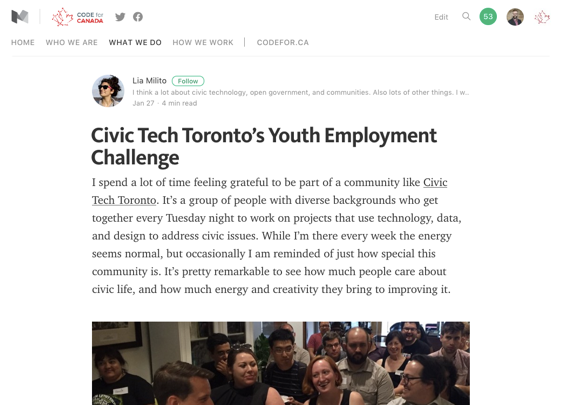 CODE for
CANADA
Edit
53
HOME WHO WE ARE WHAT WE DO HOW WE WORK CODEFOR.CA
Lia Milito Follow
I think a lot about civic technology, open government, and communities. Also lots of other things. I w..
Jan 27 · 4 min read
Civic Tech Toronto’s Youth Employment
Challenge
I spend a lot of time feeling grateful to be part of a community like Civic
Tech Toronto. It’s a group of people with diverse backgrounds who get
together every Tuesday night to work on projects that use technology, data,
and design to address civic issues. While I’m there every week the energy
seems normal, but occasionally I am reminded of just how special this
community is. It’s pretty remarkable to see how much people care about
civic life, and how much energy and creativity they bring to improving it.